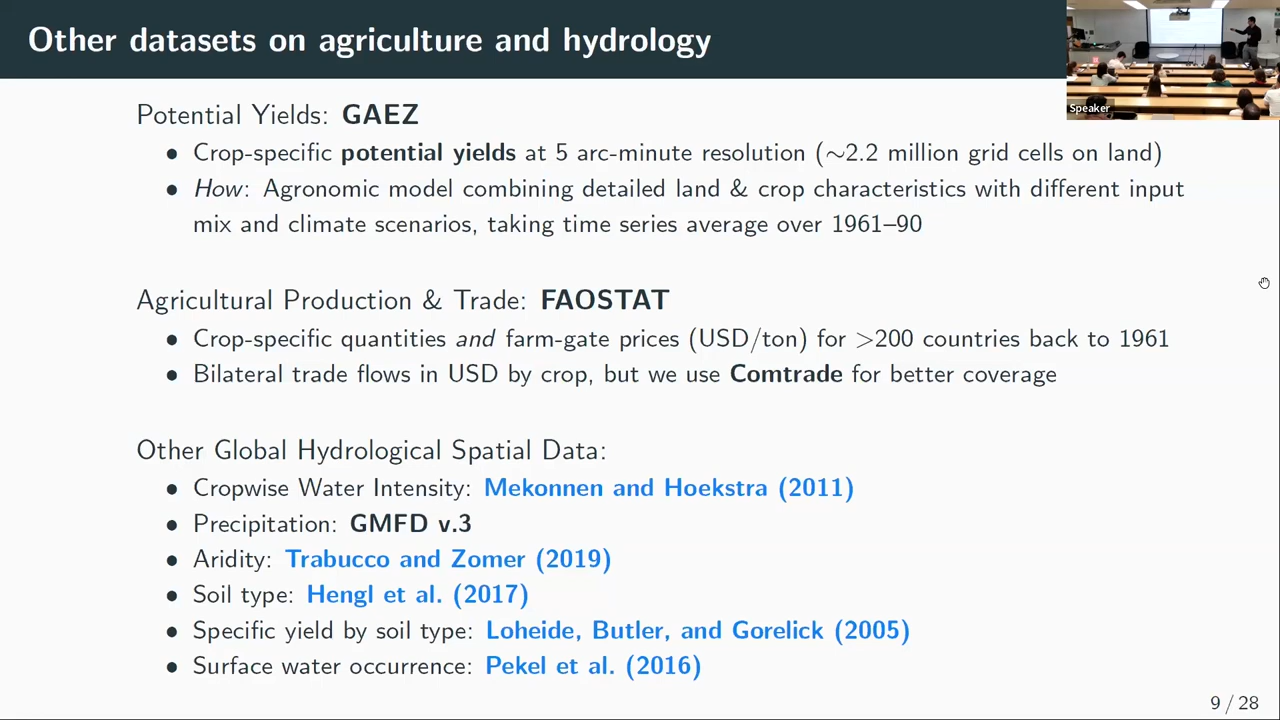 Other datasets on agriculture and hydrology
Speaker
Potential Yields: GAEZ
• Crop-specific potential yields at 5 arc-minute resolution (∼2.2 million grid cells on land)
• How: Agronomic model combining detailed land & crop characteristics with different input
mix and climate scenarios, taking time series average over 1961–90
Agricultural Production & Trade: FAOSTAT
• Crop-specific quantities and farm-gate prices (USD/ton) for >200 countries back to 1961
• Bilateral trade flows in USD by crop, but we use Comtrade for better coverage
Other Global Hydrological Spatial Data:
• Cropwise Water Intensity: Mekonnen and Hoekstra (2011)
• Precipitation: GMFD v.3
• Aridity: Trabucco and Zomer (2019)
• Soil type: Hengl et al. (2017)
• Specific yield by soil type: Loheide, Butler, and Gorelick (2005)
• Surface water occurrence: Pekel et al. (2016)
9 / 28